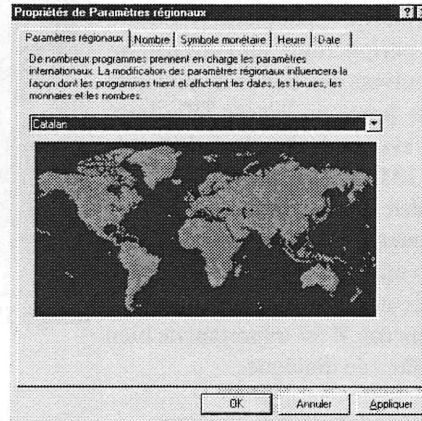 Propriétés de Paramètres régionaux
Paramètres régionaux Nombre Symbole monétaire Heure Date
De nombreux programmes prennent en charge les paramètres
internationaux. La modification des paramètres régionaux influencera la
façon dont les programmes trient et affichent les dates, les heures, les
monnaies et les nombres.
Catalan
OK Annuler Appliquer